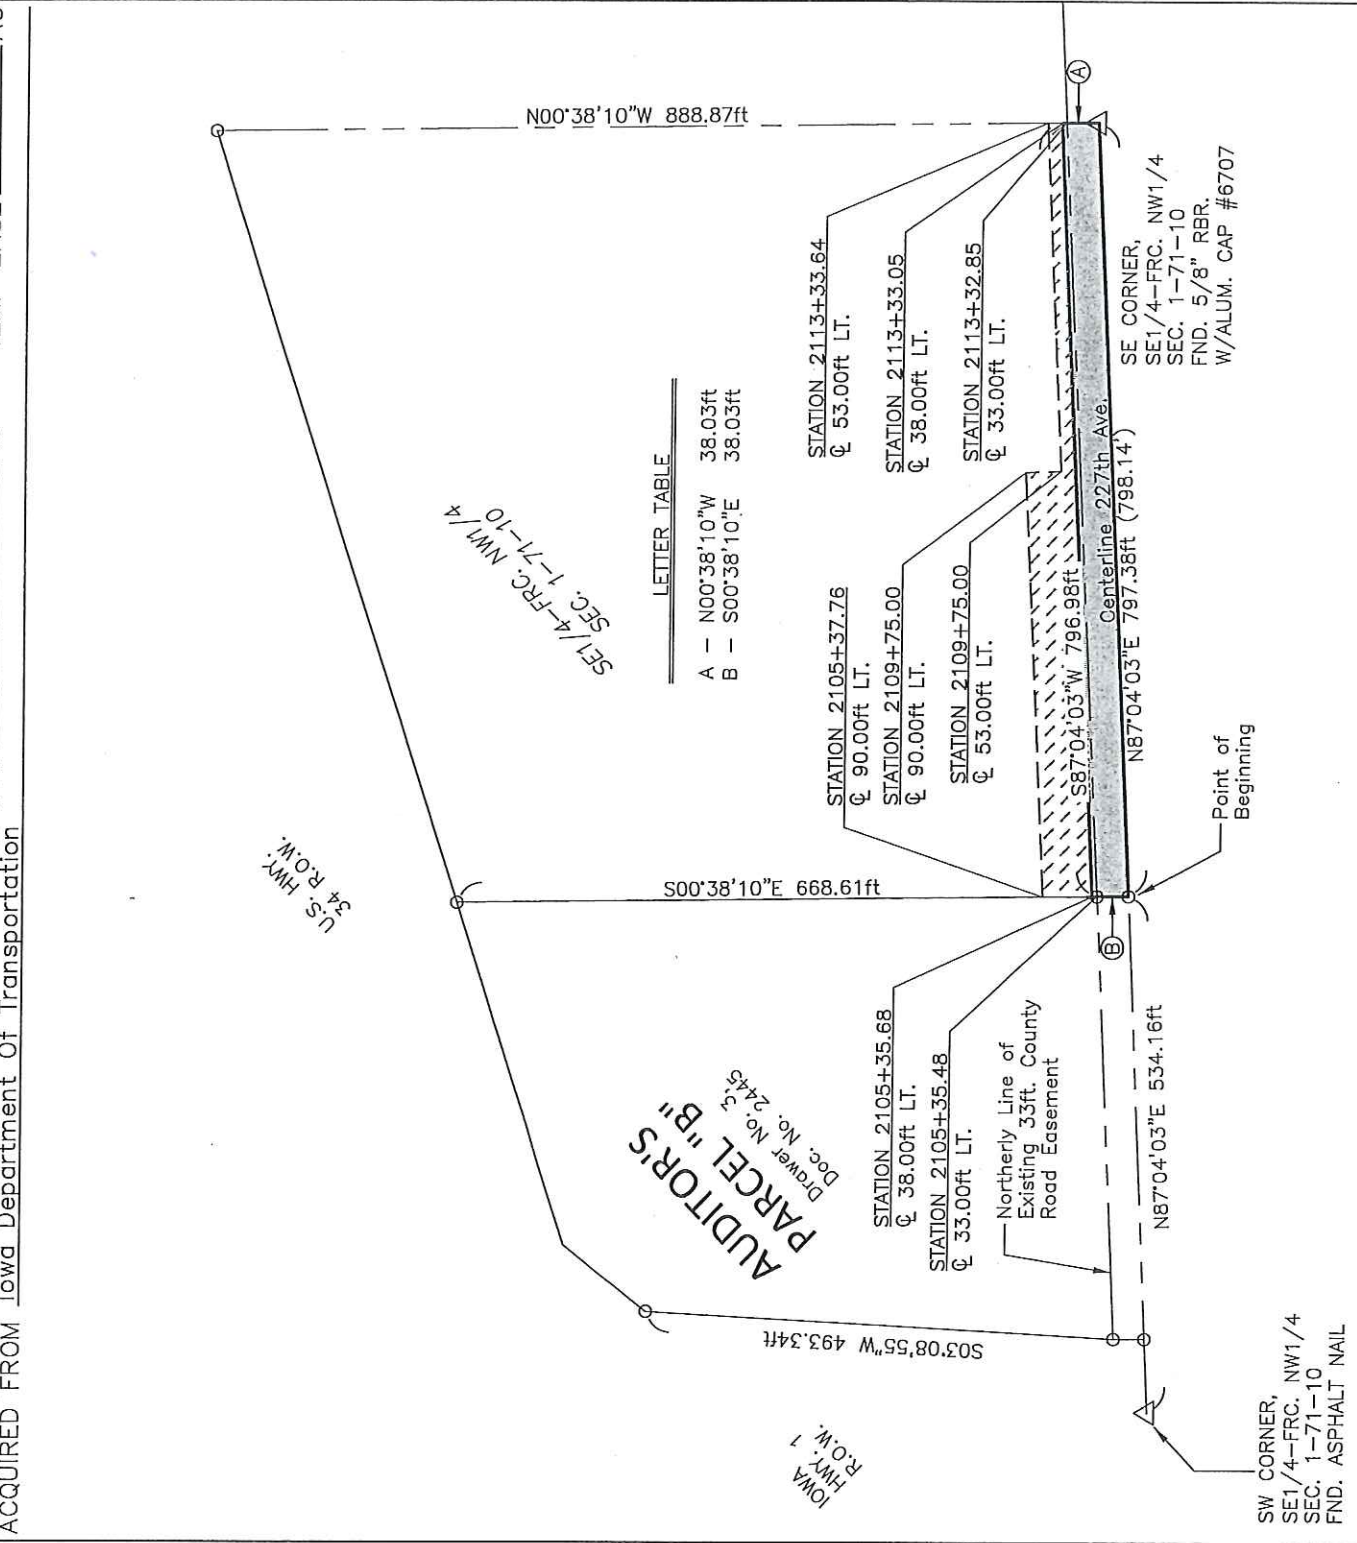 ACQUIRED FROM Iowa Department Of Transportation
N00°38'10"W 888.87ft
U.S. HWY.
34 R.O.W.
SE1/4-FRC. NW1/4
SEC. 1-71-10
LETTER TABLE
A - N00°38'10"W 38.03ft
B - S00°38'10"E 38.03ft
STATION 2113+33.64
℄ 53.00ft LT.
STATION 2113+33.05
℄ 38.00ft LT.
STATION 2113+32.85
℄ 33.00ft LT.
A
SE CORNER,
SE1/4-FRC. NW1/4
SEC. 1-71-10
FND. 5/8" RBR.
W/ALUM. CAP #6707
STATION 2105+37.76
℄ 90.00ft LT.
STATION 2109+75.00
℄ 90.00ft LT.
STATION 2109+75.00
℄ 53.00ft LT.
S87°04'03"W 796.98ft
Centerline 227th Ave.
N87°04'03"E 797.38ft (798.14')
Point of
Beginning
S00°38'10"E 668.61ft
B
AUDITOR'S
PARCEL "B"
Drawer No. 3,
Doc. No. 2445
STATION 2105+35.68
℄ 38.00ft LT.
STATION 2105+35.48
℄ 33.00ft LT.
Northerly Line of
Existing 33ft. County
Road Easement
N87°04'03"E 534.16ft
S03°08'55"W 493.34ft
IOWA
HWY. 1
R.O.W.
SW CORNER,
SE1/4-FRC. NW1/4
SEC. 1-71-10
FND. ASPHALT NAIL